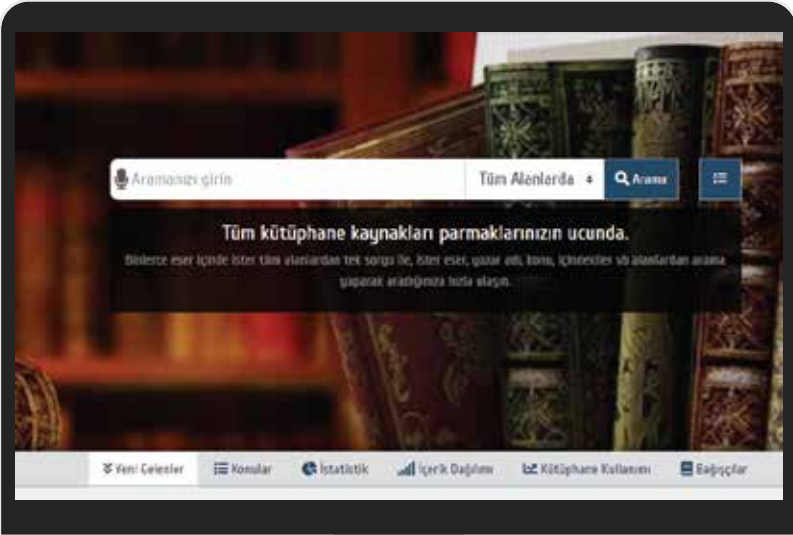 Aramanızı girin
Tüm Alanlarda
Arama
Tüm kütüphane kaynakları parmaklarınızın ucunda.
Binlerce eser içinde ister tüm alanlardan tek sorgu ile, ister eser, yazar adı, konu, içindekiler vb alanlardan arama
yaparak aradığınıza hızla ulaşın.
Yeni Gelenler
Konular
İstatistik
İçerik Dağılımı
Kütüphane Kullanımı
Bağışçılar